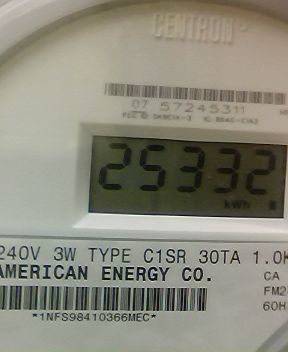 CENTRON®
07 57245311
25332
kWh
240V 3W TYPE C1SR 30TA 1.0K
AMERICAN ENERGY CO.
CA
FM2
60H
*1NFS98410366MEC*